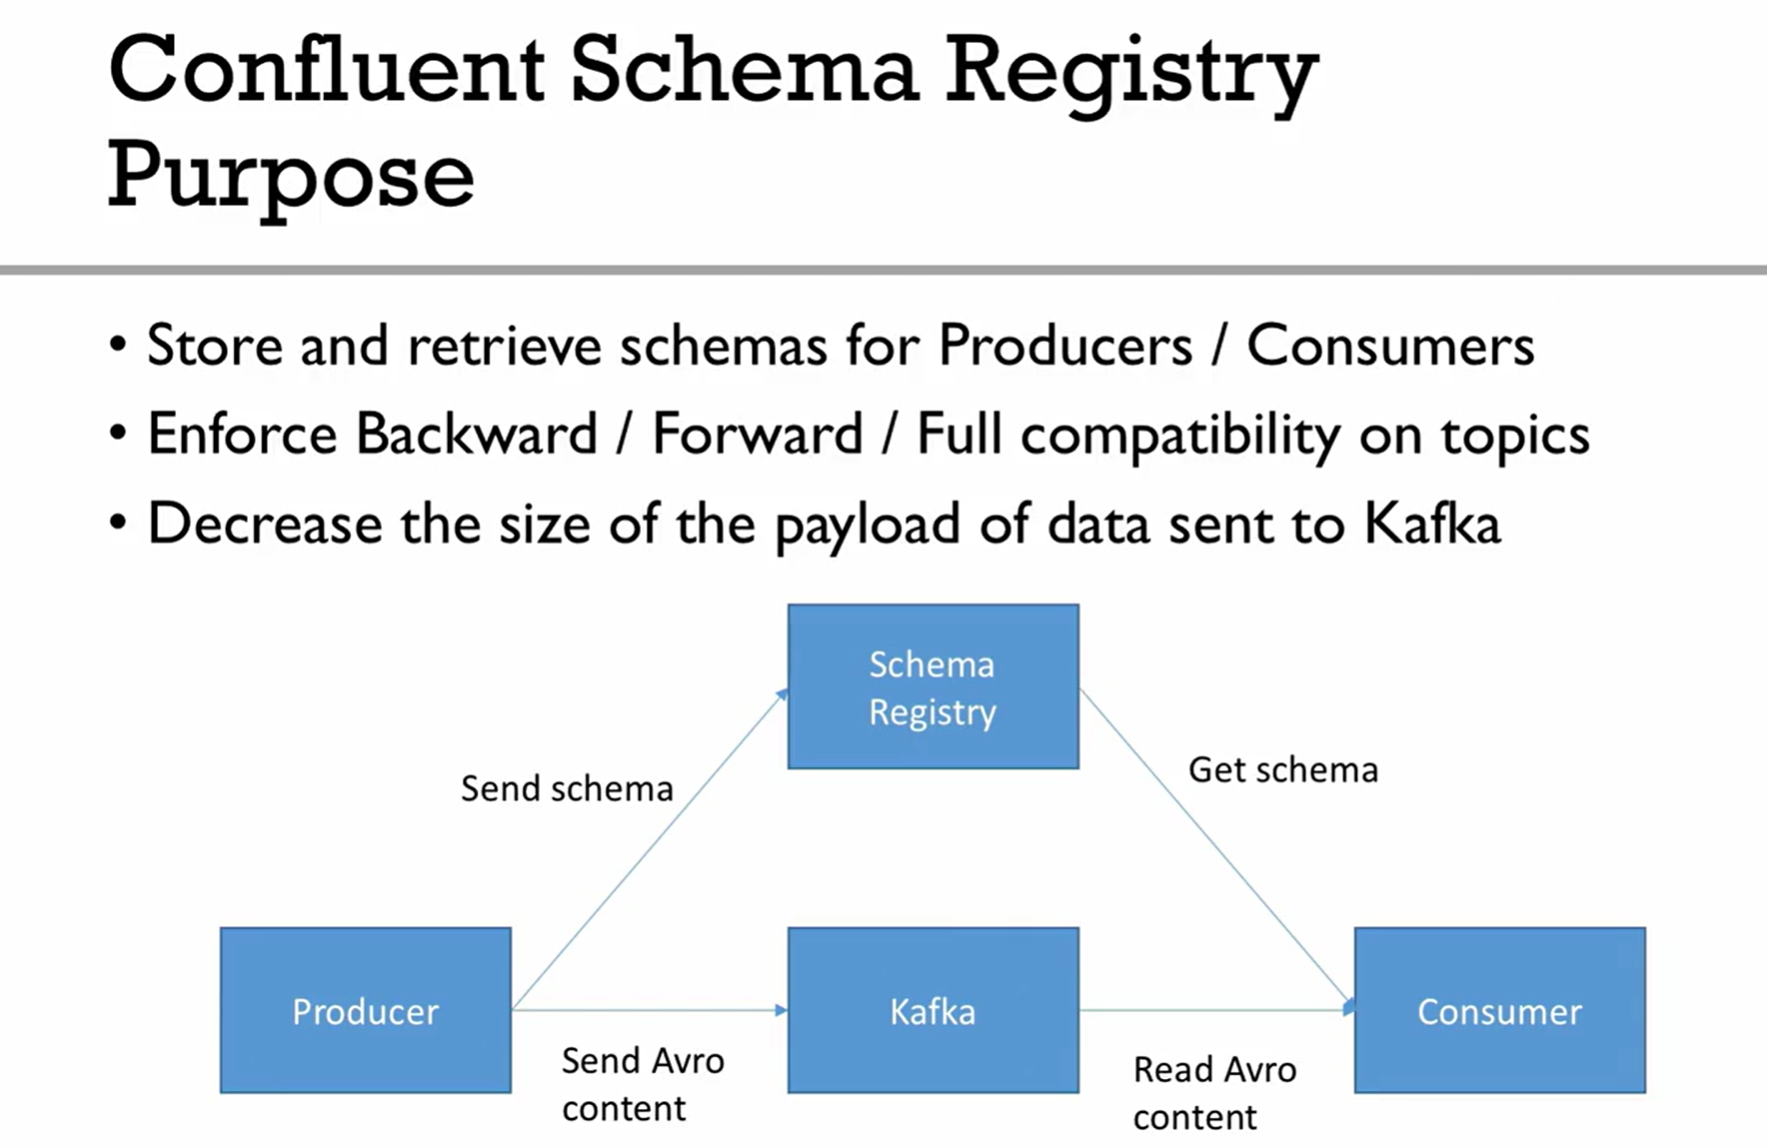 Confluent Schema Registry
Purpose
• Store and retrieve schemas for Producers / Consumers
• Enforce Backward / Forward / Full compatibility on topics
• Decrease the size of the payload of data sent to Kafka
Schema
Registry
Send schema
Get schema
Producer
Kafka
Consumer
Send Avro
content
Read Avro
content